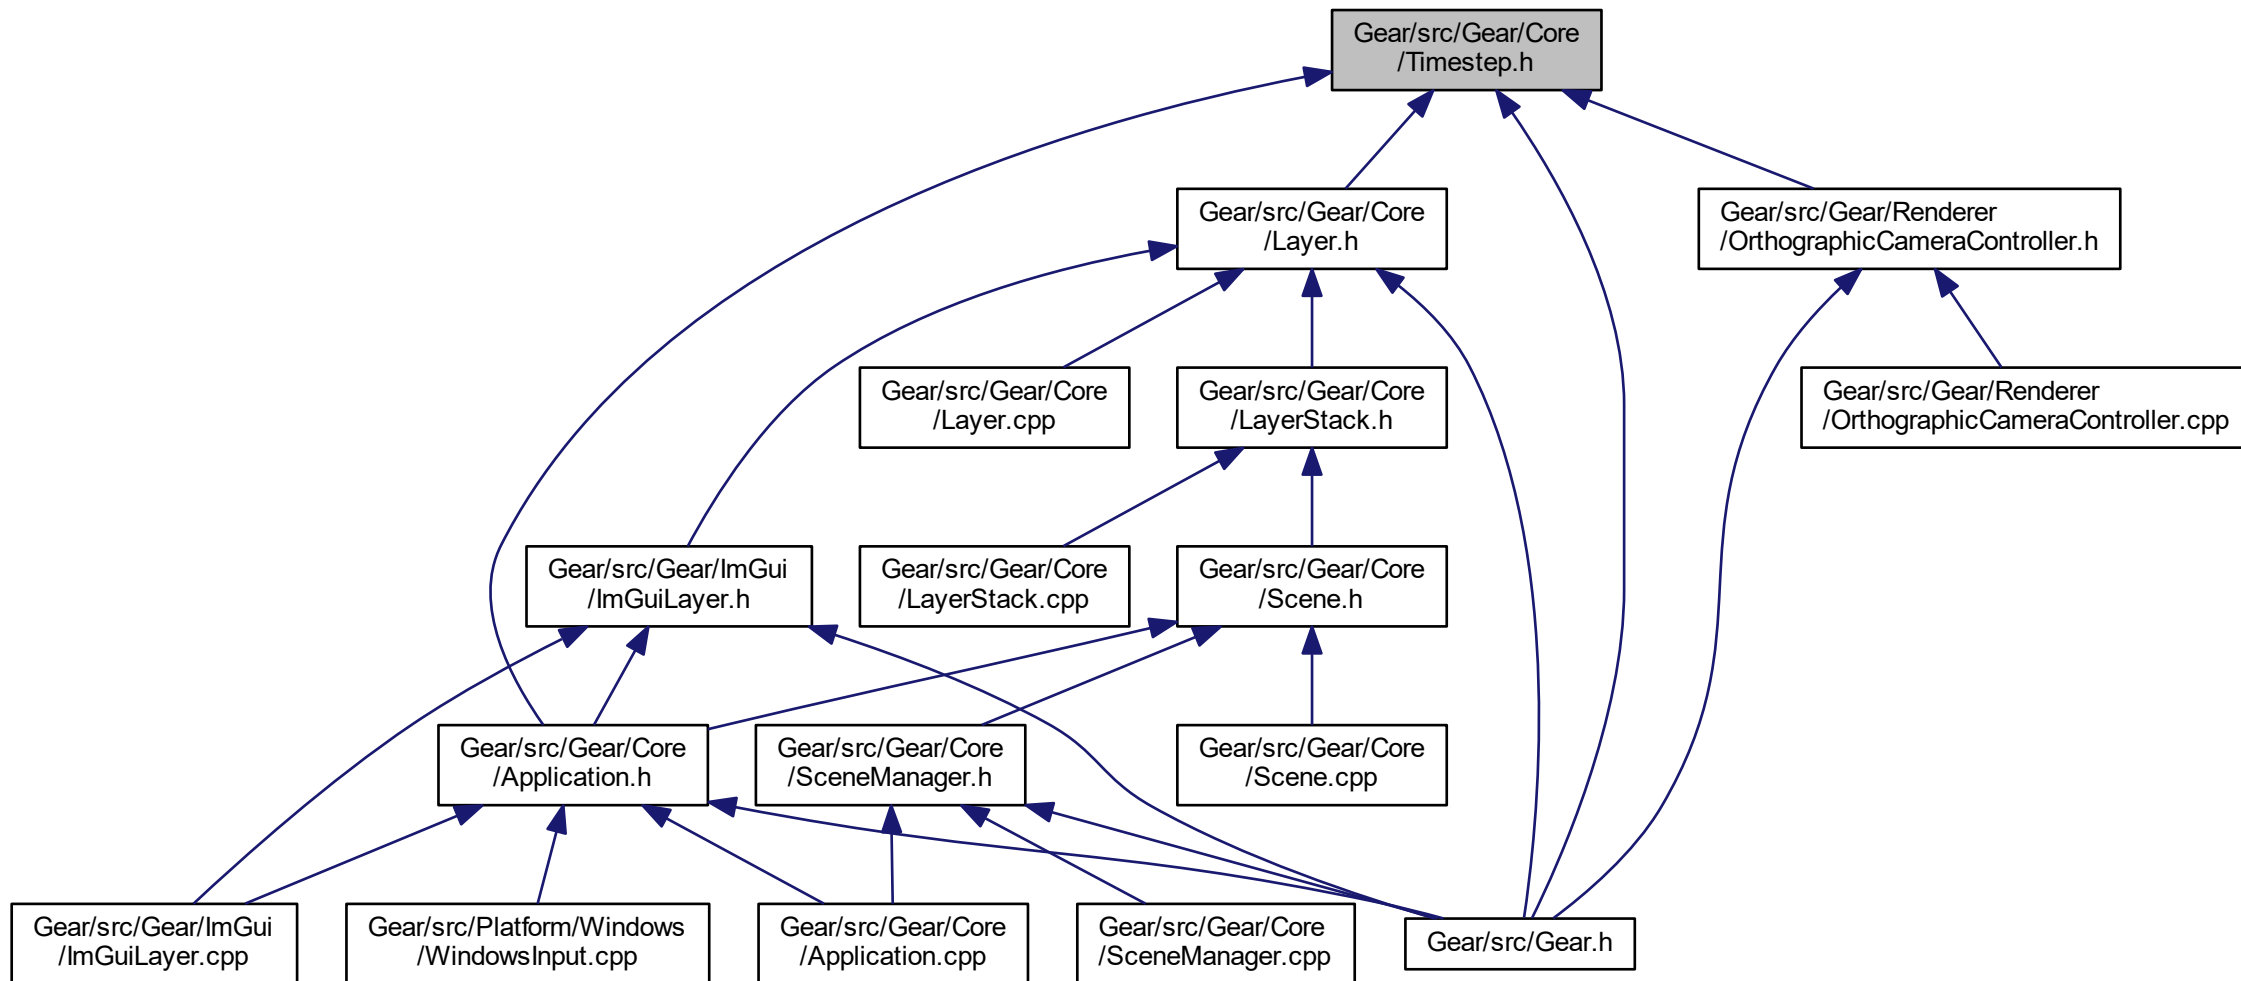 Gear/src/Gear/Core
/Timestep.h
Gear/src/Gear/Core
/Layer.h
Gear/src/Gear/Renderer
/OrthographicCameraController.h
Gear/src/Gear/Core
/Layer.cpp
Gear/src/Gear/Core
/LayerStack.h
Gear/src/Gear/Renderer
/OrthographicCameraController.cpp
Gear/src/Gear/ImGui
/ImGuiLayer.h
Gear/src/Gear/Core
/LayerStack.cpp
Gear/src/Gear/Core
/Scene.h
Gear/src/Gear/Core
/Application.h
Gear/src/Gear/Core
/SceneManager.h
Gear/src/Gear/Core
/Scene.cpp
Gear/src/Gear/ImGui
/ImGuiLayer.cpp
Gear/src/Platform/Windows
/WindowsInput.cpp
Gear/src/Gear/Core
/Application.cpp
Gear/src/Gear/Core
/SceneManager.cpp
Gear/src/Gear.h